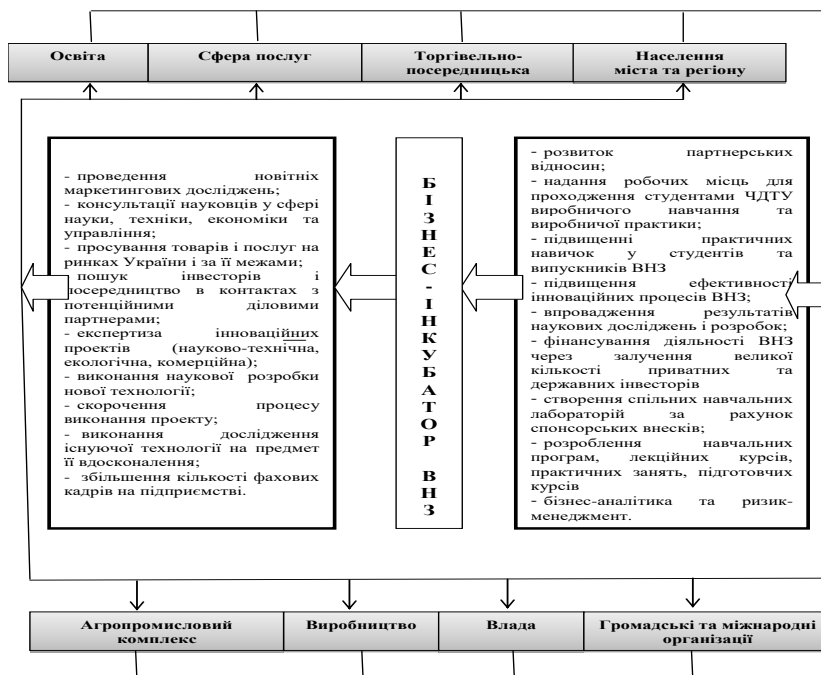 Освіта
Сфера послуг
Торгівельно-
посередницька
Населення
міста та регіону
- проведення новітніх
маркетингових досліджень;
- консультації науковців у сфері
науки, техніки, економіки та
управління;
- просування товарів і послуг на
ринках України і за її межами;
- пошук інвесторів і
посередництво в контактах з
потенційними діловими
партнерами;
- експертиза інноваційних
проектів (науково-технічна,
екологічна, комерційна);
- виконання наукової розробки
нової технології;
- скорочення процесу
виконання проекту;
- виконання дослідження
існуючої технології на предмет
її вдосконалення;
- збільшення кількості фахових
кадрів на підприємстві.
БІЗНЕС-ІНКУБАТОР ВНЗ
- розвиток партнерських
відносин;
- надання робочих місць для
проходження студентами ЧДТУ
виробничого навчання та
виробничої практики;
- підвищенні практичних
навичок у студентів та
випускників ВНЗ
- підвищення ефективності
інноваційних процесів ВНЗ;
- впровадження результатів
наукових досліджень і розробок;
- фінансування діяльності ВНЗ
через залучення великої
кількості приватних та
державних інвесторів
- створення спільних навчальних
лабораторій за рахунок
спонсорських внесків;
- розроблення навчальних
програм, лекційних курсів,
практичних занять, підготовчих
курсів
- бізнес-аналітика та ризик-
менеджмент.
Агропромисловий
комплекс
Виробництво
Влада
Громадські та міжнародні
організації